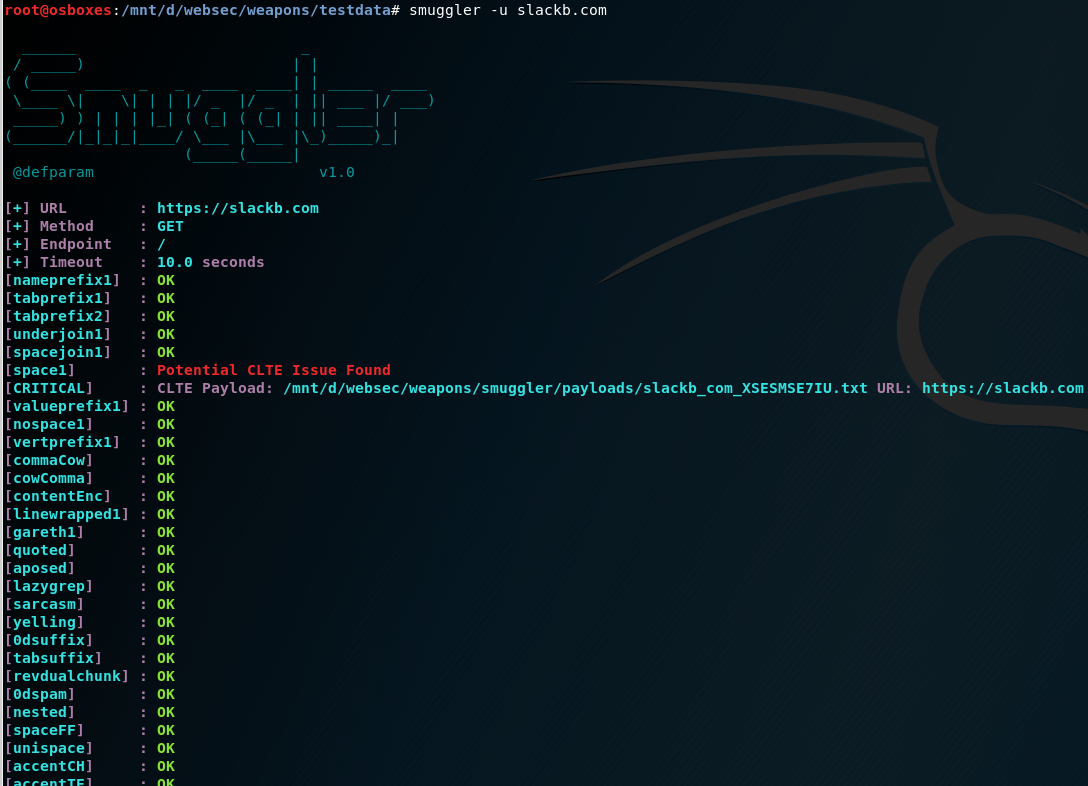 root@osboxes:/mnt/d/websec/weapons/testdata# smuggler -u slackb.com
Smuggler
@defparam v1.0
[+] URL : https://slackb.com
[+] Method : GET
[+] Endpoint : /
[+] Timeout : 10.0 seconds
[nameprefix1] : OK
[tabprefix1] : OK
[tabprefix2] : OK
[underjoin1] : OK
[spacejoin1] : OK
[space1] : Potential CLTE Issue Found
[CRITICAL] : CLTE Payload: /mnt/d/websec/weapons/smuggler/payloads/slackb_com_XSESMSE7IU.txt URL: https://slackb.com
[valueprefix1] : OK
[nospace1] : OK
[vertprefix1] : OK
[commaCow] : OK
[cowComma] : OK
[contentEnc] : OK
[linewrapped1] : OK
[gareth1] : OK
[quoted] : OK
[aposed] : OK
[lazygrep] : OK
[sarcasm] : OK
[yelling] : OK
[0dsuffix] : OK
[tabsuffix] : OK
[revdualchunk] : OK
[0dspam] : OK
[nested] : OK
[spaceFF] : OK
[unispace] : OK
[accentCH] : OK
[accentTE] : OK